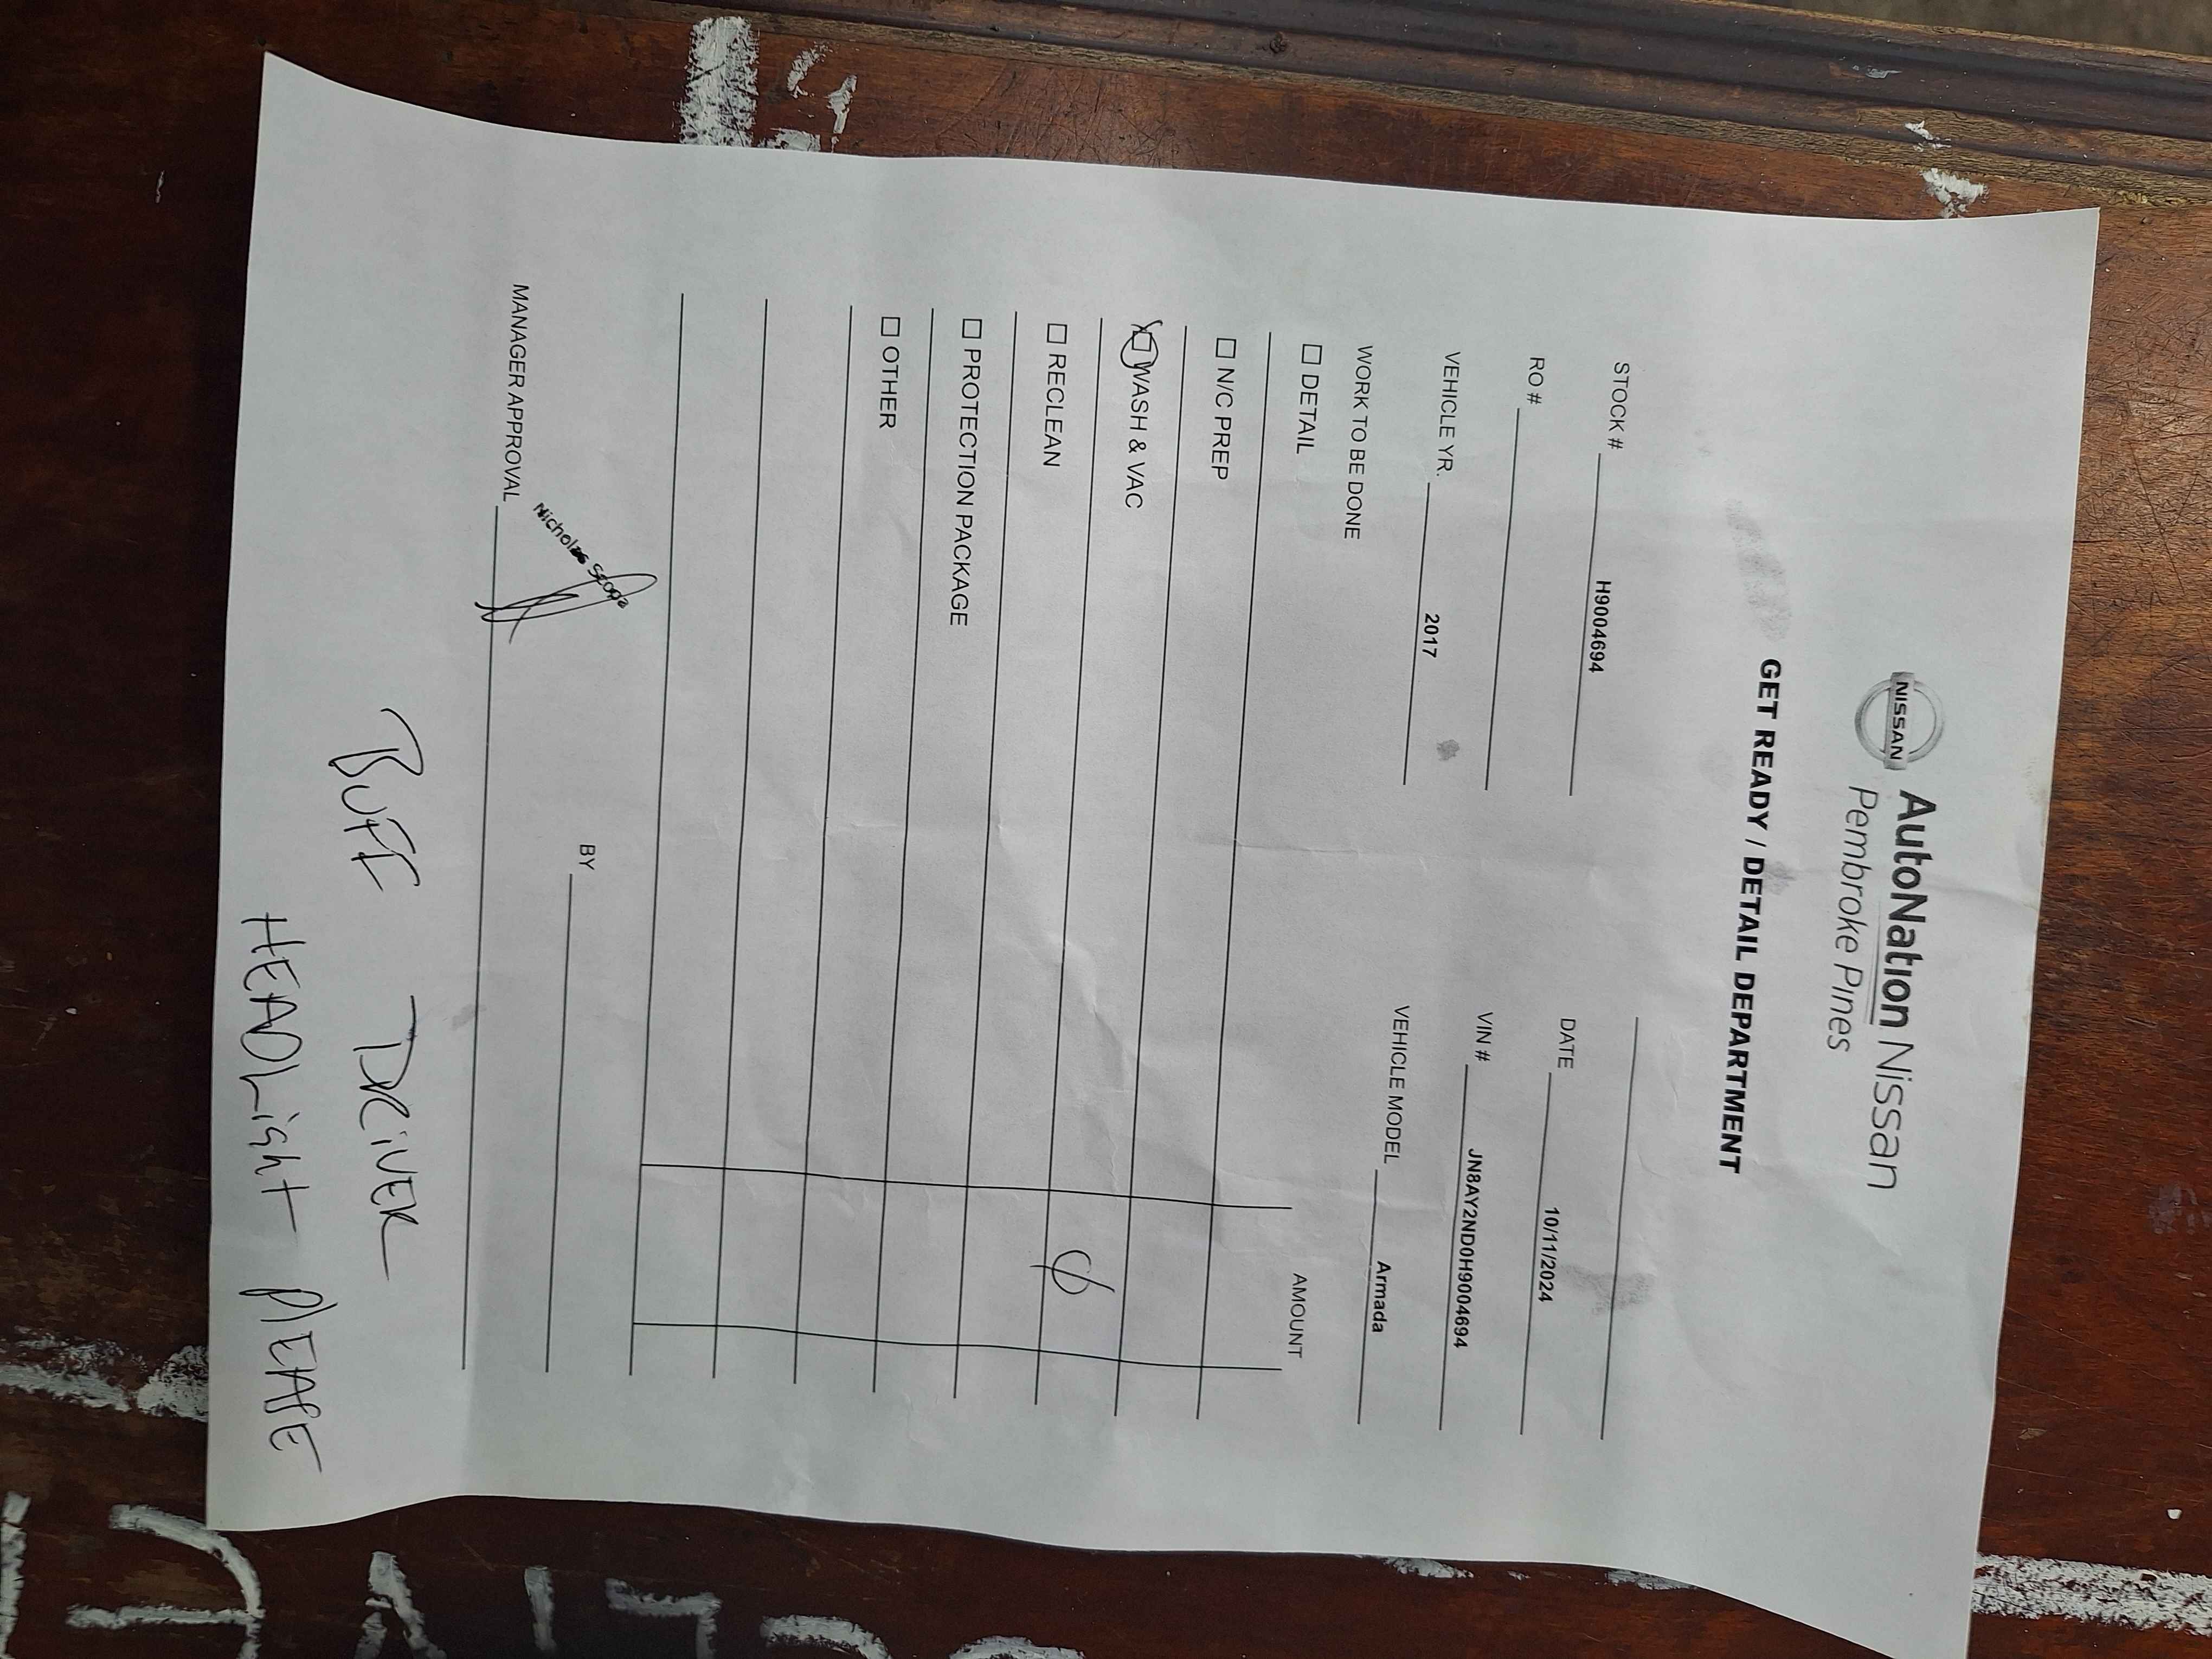 NISSAN
AutoNation Nissan
Pembroke Pines
GET READY / DETAIL DEPARTMENT
STOCK # H9004694
DATE 10/11/2024
RO #
VIN # JN8AY2ND0H9004694
VEHICLE YR. 2017
VEHICLE MODEL Armada
WORK TO BE DONE
AMOUNT
☐ DETAIL
☐ N/C PREP
☐ WASH & VAC
☐ RECLEAN
☐ PROTECTION PACKAGE
☐ OTHER
BY
Nicholas Scopa
MANAGER APPROVAL
BUFF DRIVER
HEADLIGHT PLEASE